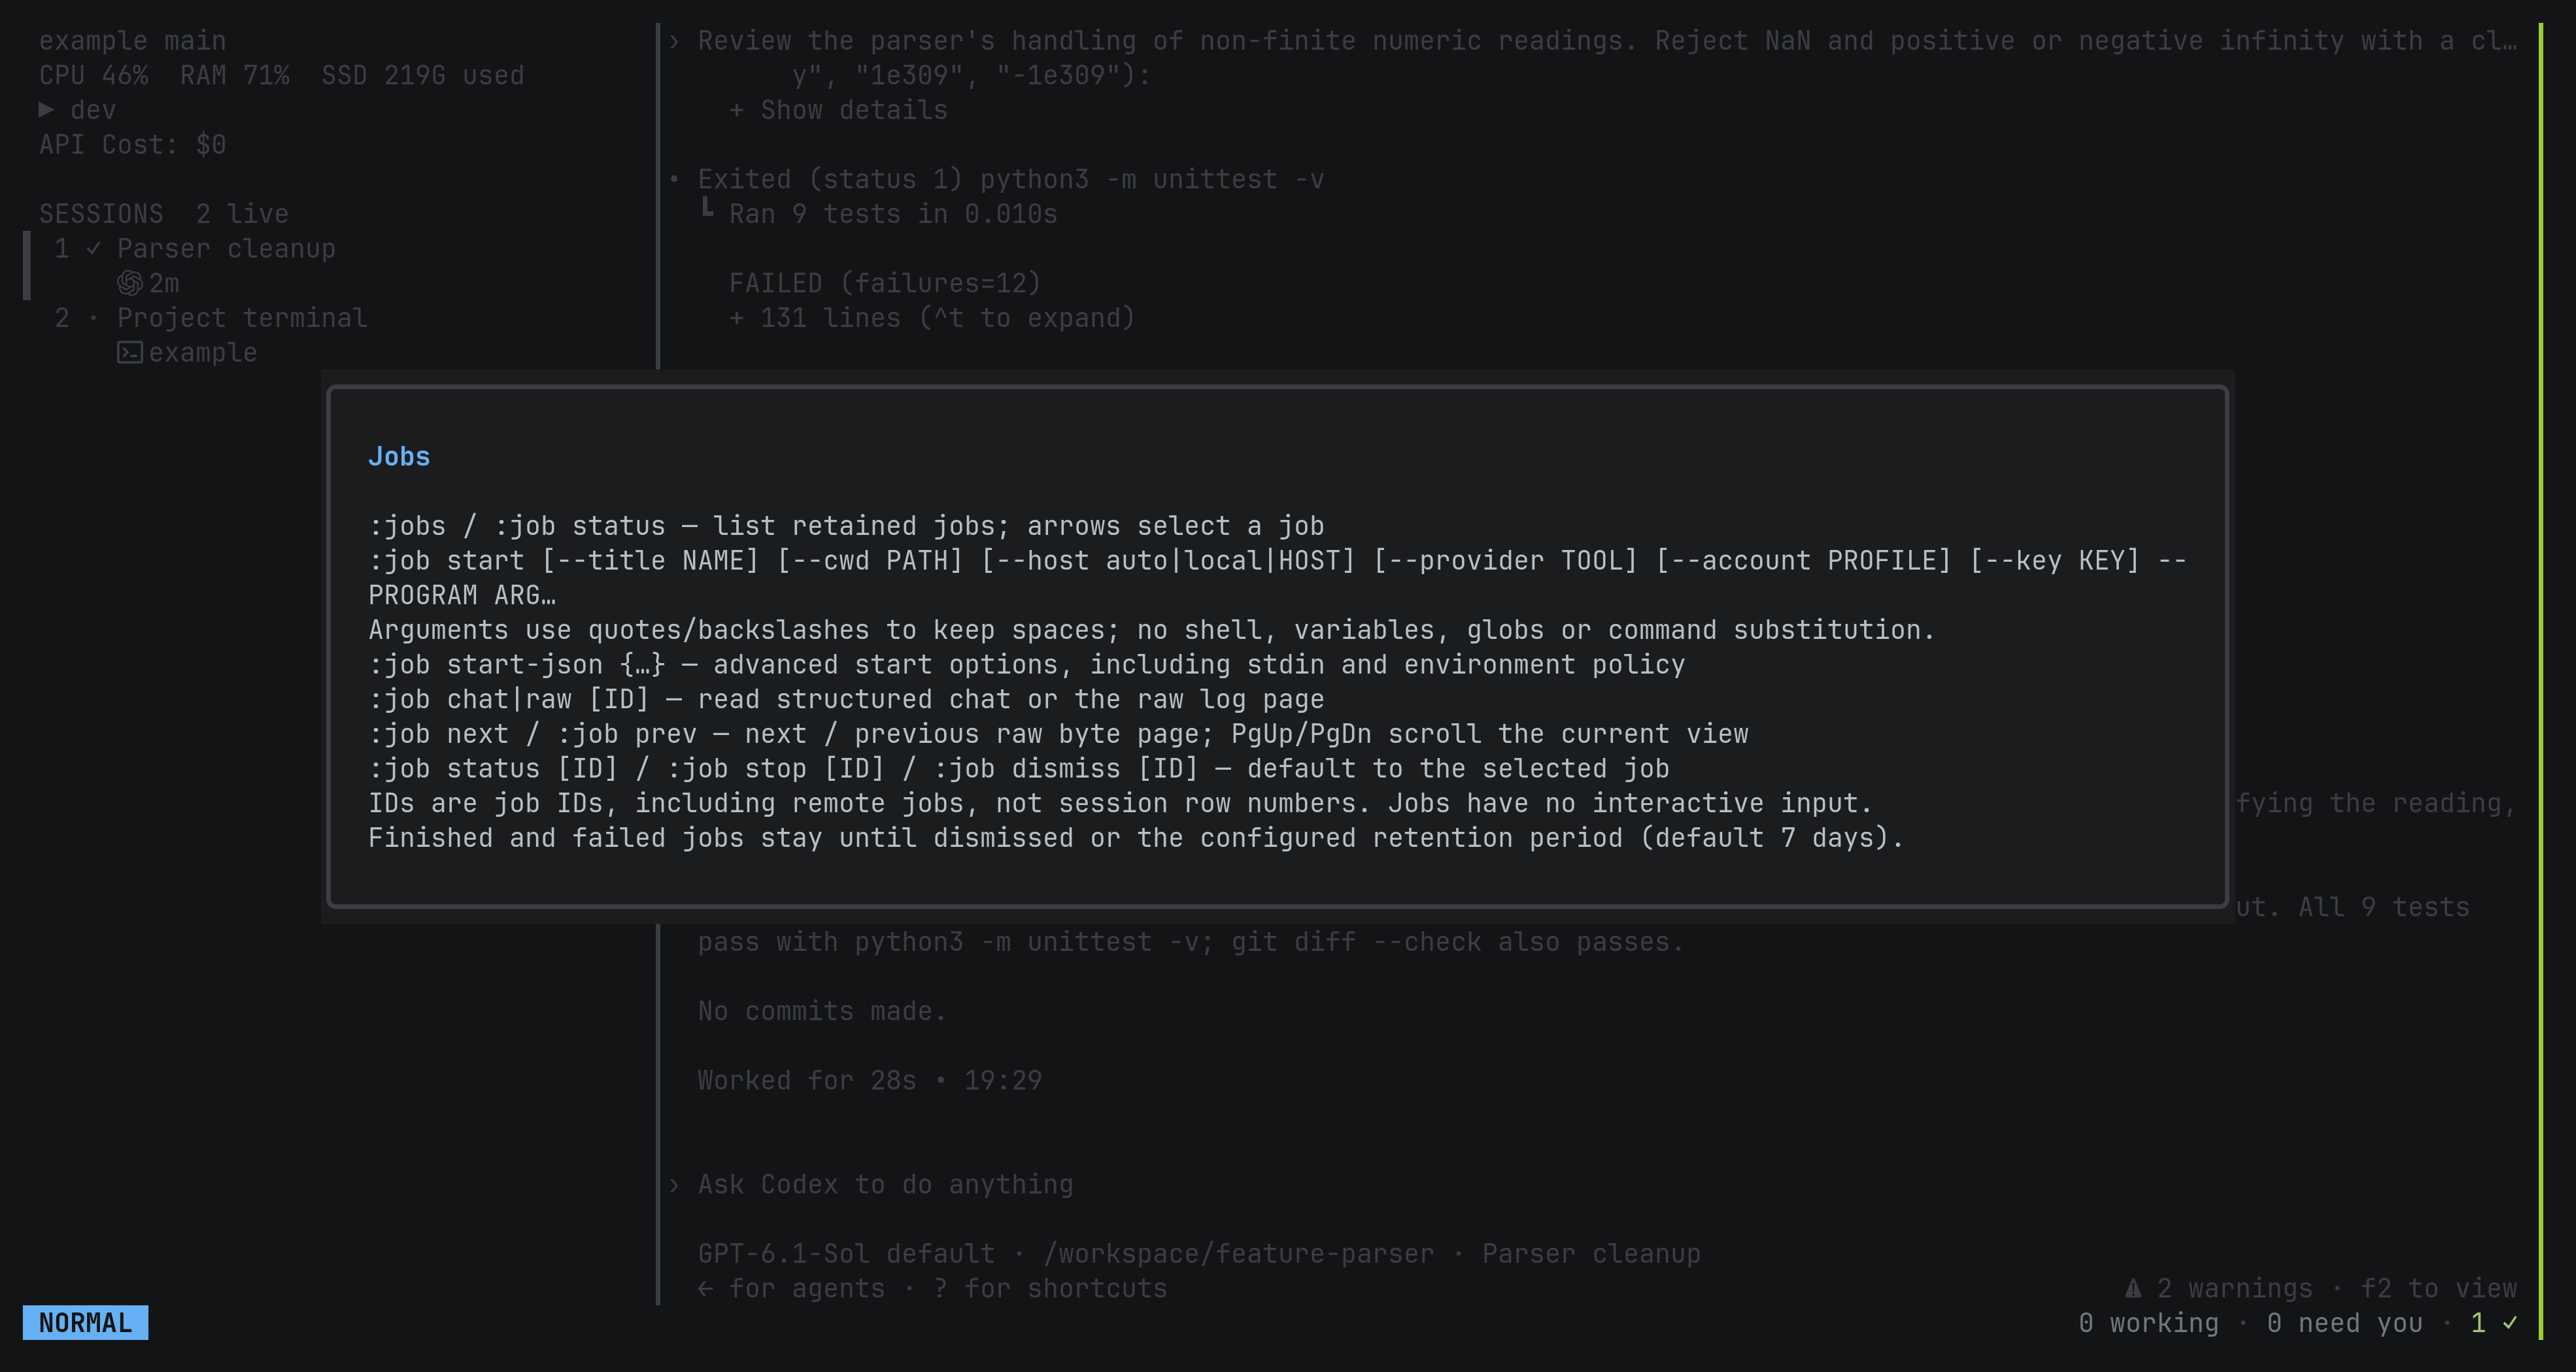 example main
CPU 46%  RAM 71%  SSD 219G used
▶ dev
API Cost: $0
SESSIONS  2 live
1 ✓ Parser cleanup
2m
2 · Project terminal
example
› Review the parser's handling of non-finite numeric readings. Reject NaN and positive or negative infinity with a cl…
y", "1e309", "-1e309"):
+ Show details
• Exited (status 1) python3 -m unittest -v
└ Ran 9 tests in 0.010s
FAILED (failures=12)
+ 131 lines (^t to expand)
Jobs
:jobs / :job status — list retained jobs; arrows select a job
:job start [--title NAME] [--cwd PATH] [--host auto|local|HOST] [--provider TOOL] [--account PROFILE] [--key KEY] --
PROGRAM ARG…
Arguments use quotes/backslashes to keep spaces; no shell, variables, globs or command substitution.
:job start-json {…} — advanced start options, including stdin and environment policy
:job chat|raw [ID] — read structured chat or the raw log page
:job next / :job prev — next / previous raw byte page; PgUp/PgDn scroll the current view
:job status [ID] / :job stop [ID] / :job dismiss [ID] — default to the selected job
IDs are job IDs, including remote jobs, not session row numbers. Jobs have no interactive input.
Finished and failed jobs stay until dismissed or the configured retention period (default 7 days).
fying the reading,
ut. All 9 tests
pass with python3 -m unittest -v; git diff --check also passes.
No commits made.
Worked for 28s • 19:29
› Ask Codex to do anything
GPT-6.1-Sol default · /workspace/feature-parser · Parser cleanup
← for agents · ? for shortcuts
⚠ 2 warnings · f2 to view
NORMAL
0 working · 0 need you · 1 ✓